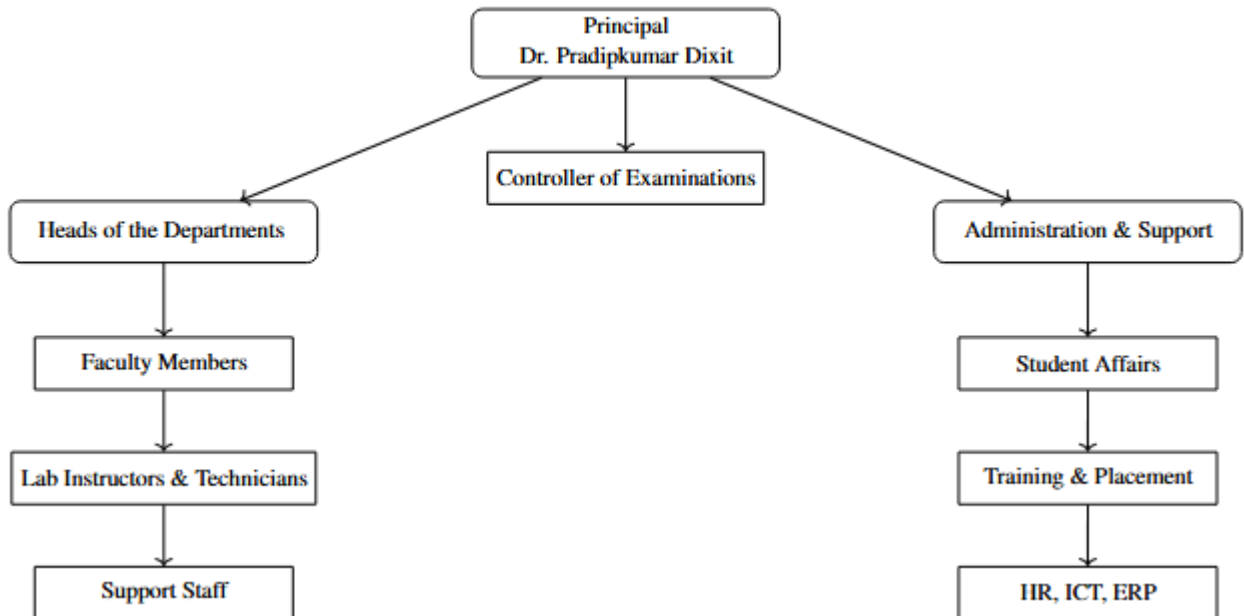 Principal
Dr. Pradipkumar Dixit
Controller of Examinations
Heads of the Departments
Administration & Support
Faculty Members
Student Affairs
Lab Instructors & Technicians
Training & Placement
Support Staff
HR, ICT, ERP